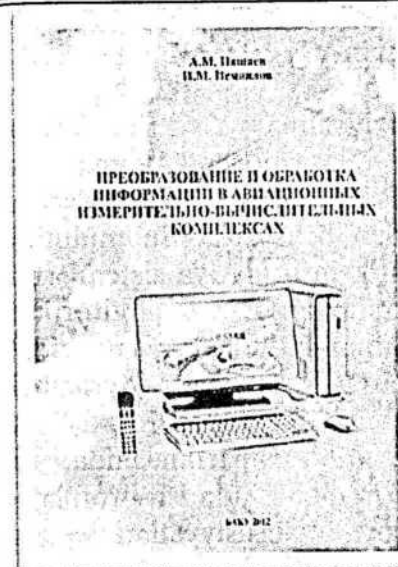 А.М. Пашаев
ПРЕОБРАЗОВАНИЕ И ОБРАБОТКА
ИНФОРМАЦИИ В АВИАЦИОННЫХ
ИЗМЕРИТЕЛЬНО-ВЫЧИСЛИТЕЛЬНЫХ
КОМПЛЕКСАХ
БАКУ 2012